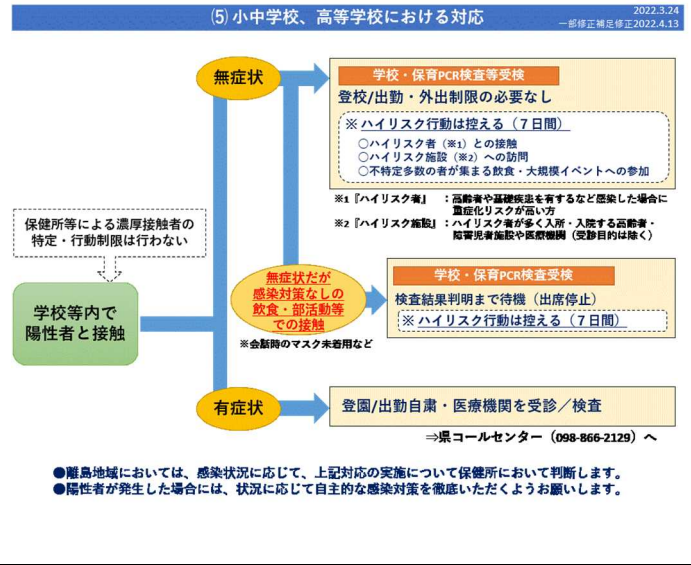 ⑸ 小中学校、高等学校における対応
2022.3.24
一部修正補足修正2022.4.13
無症状
学校・保育PCR検査等受検
登校/出勤・外出制限の必要なし
※ ハイリスク行動は控える（７日間）
○ハイリスク者（※1）との接触
○ハイリスク施設（※2）への訪問
○不特定多数の者が集まる飲食・大規模イベントへの参加
※1『ハイリスク者』　：高齢者や基礎疾患を有するなど感染した場合に
重症化リスクが高い方
※2『ハイリスク施設』：ハイリスク者が多く入所・入院する高齢者・
障害児者施設や医療機関（受診目的は除く）
保健所等による濃厚接触者の
特定・行動制限は行わない
学校等内で
陽性者と接触
無症状だが
感染対策なしの
飲食・部活動等
での接触
※会話時のマスク未着用など
学校・保育PCR検査受検
検査結果判明まで待機（出席停止）
※ ハイリスク行動は控える（７日間）
有症状
登園/出勤自粛・医療機関を受診／検査
⇒県コールセンター（098-866-2129）へ
●離島地域においては、感染状況に応じて、上記対応の実施について保健所において判断します。
●陽性者が発生した場合には、状況に応じて自主的な感染対策を徹底いただくようお願いします。